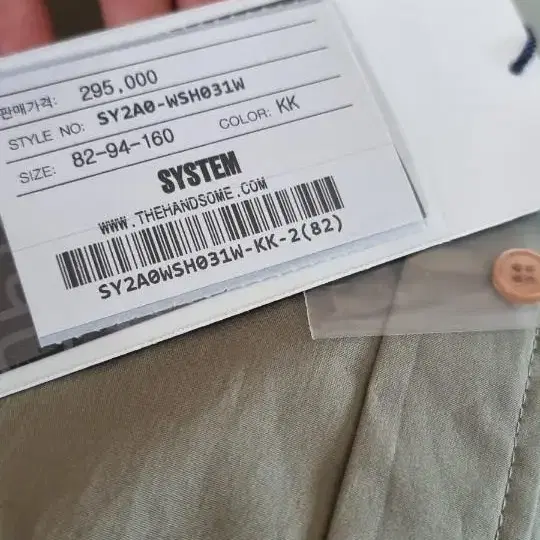 판매가격: 295,000
STYLE NO: SY2A0-WSH031W
SIZE: 82-94-160 COLOR: KK
SYSTEM
WWW.THEHANDSOME.COM
SY2A0WSH031W-KK-2(82)